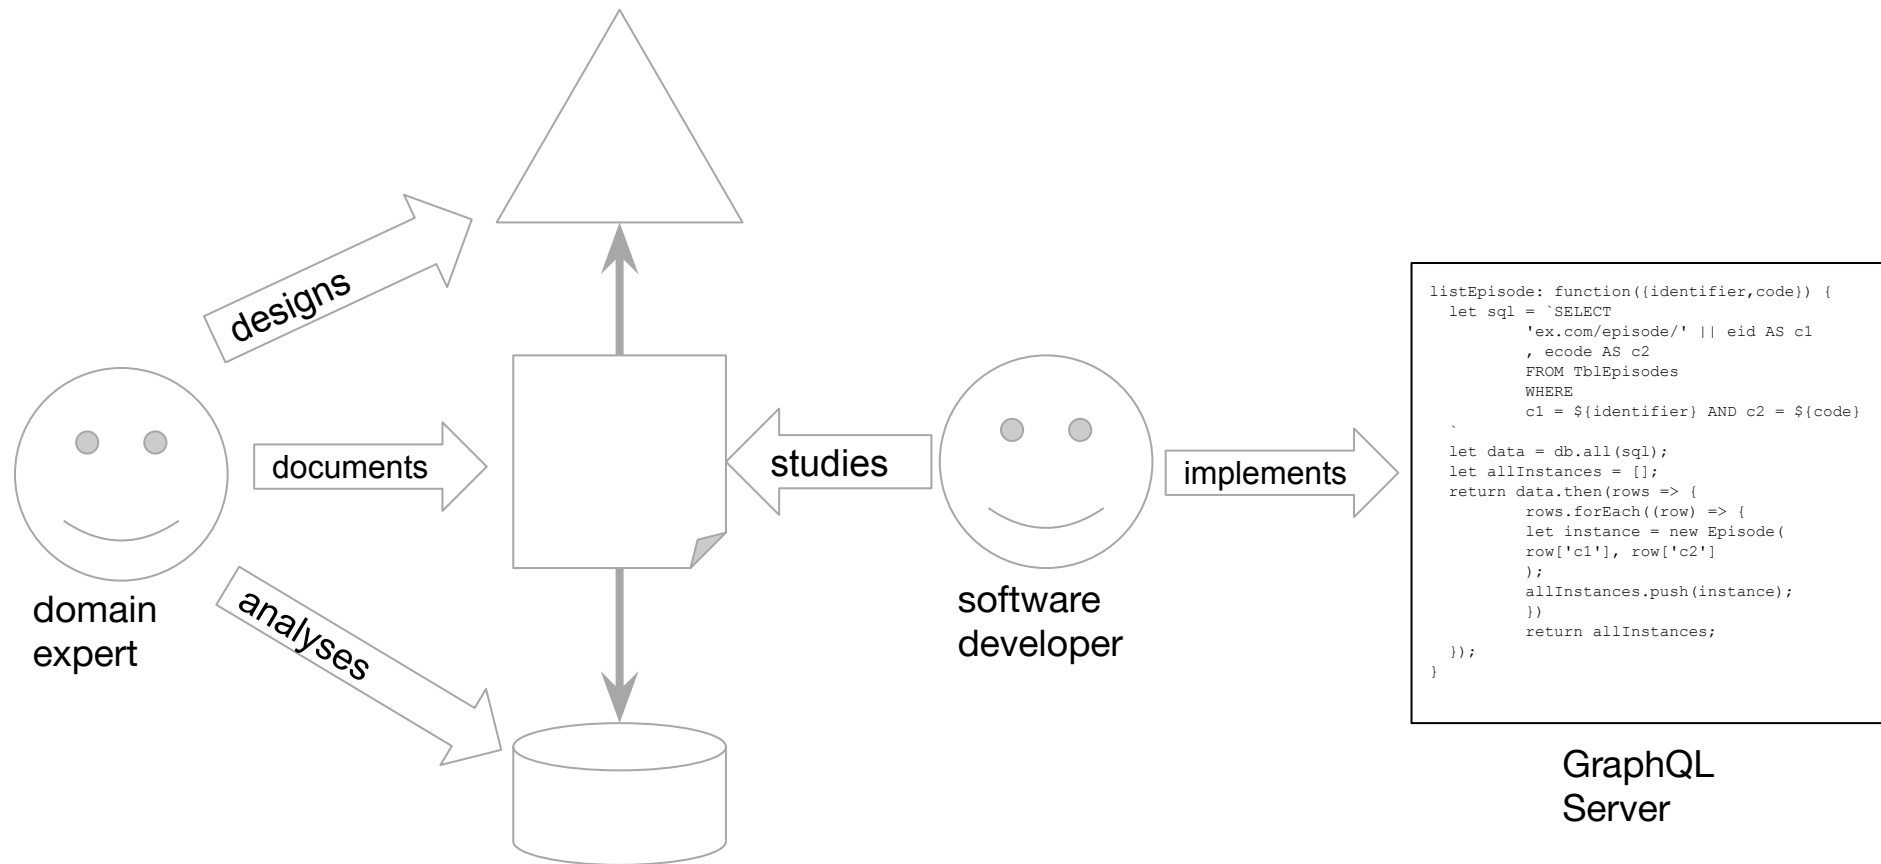 designs
documents
analyses
domain
expert
studies
software
developer
implements
listEpisode: function({identifier,code}) {
let sql = `SELECT
'ex.com/episode/' || eid AS c1
, ecode AS c2
FROM TblEpisodes
WHERE
c1 = ${identifier} AND c2 = ${code}
`
let data = db.all(sql);
let allInstances = [];
return data.then(rows => {
rows.forEach((row) => {
let instance = new Episode(
row['c1'], row['c2']
);
allInstances.push(instance);
})
return allInstances;
});
}
GraphQL
Server